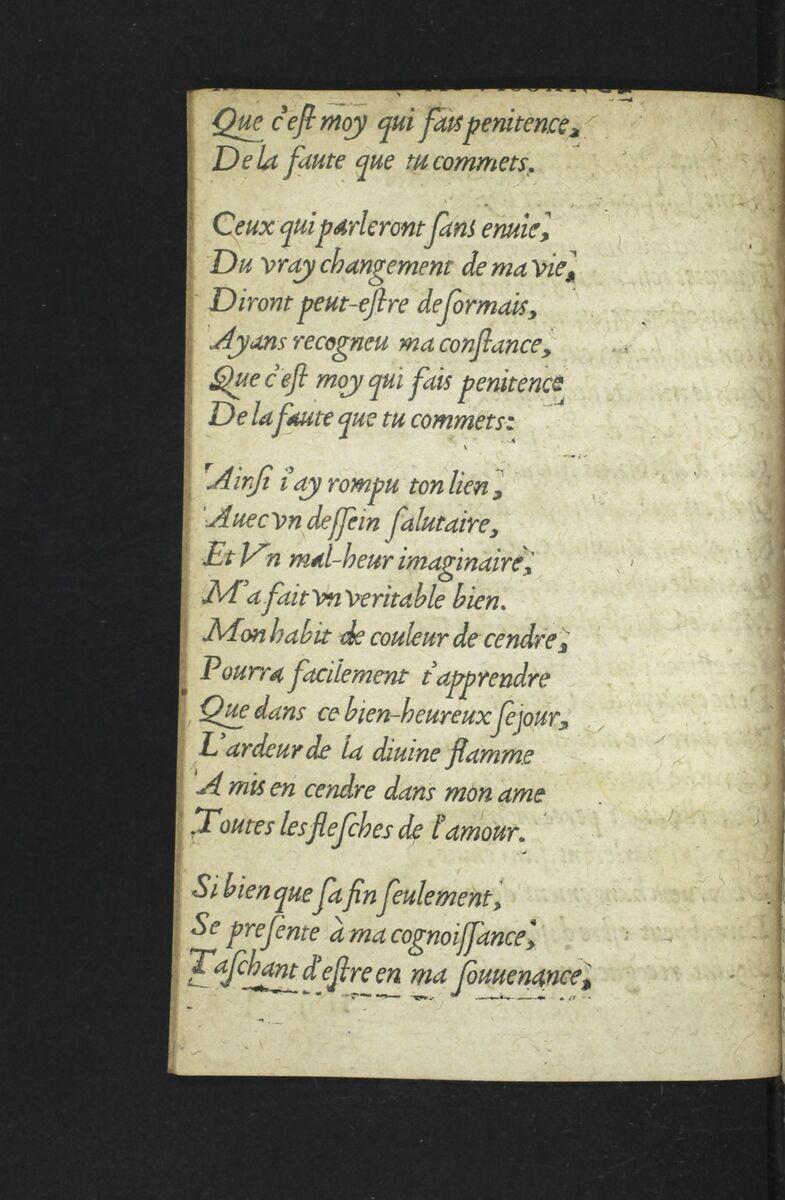 Que c'eſt moy qui fais penitence,
De la faute que tu commets.
Ceux qui parleront ſans enuie,
Du vray changement de ma vie,
Diront peut-eſtre deſormais,
Ayans recogneu ma conſtance,
Que c'eſt moy qui fais penitence
De la faute que tu commets:
Ainſi i'ay rompu ton lien,
Auec vn deſſein ſalutaire,
Et Vn mal-heur imaginaire,
M'a fait vn veritable bien.
Mon habit de couleur de cendre,
Pourra facilement t'apprendre
Que dans ce bien-heureux ſejour,
L'ardeur de la diuine flamme
A mis en cendre dans mon ame
Toutes les fleſches de l'amour.
Si bien que ſa fin ſeulement,
Se preſente à ma cognoiſſance,
Taſchant d'eſtre en ma ſouuenance,